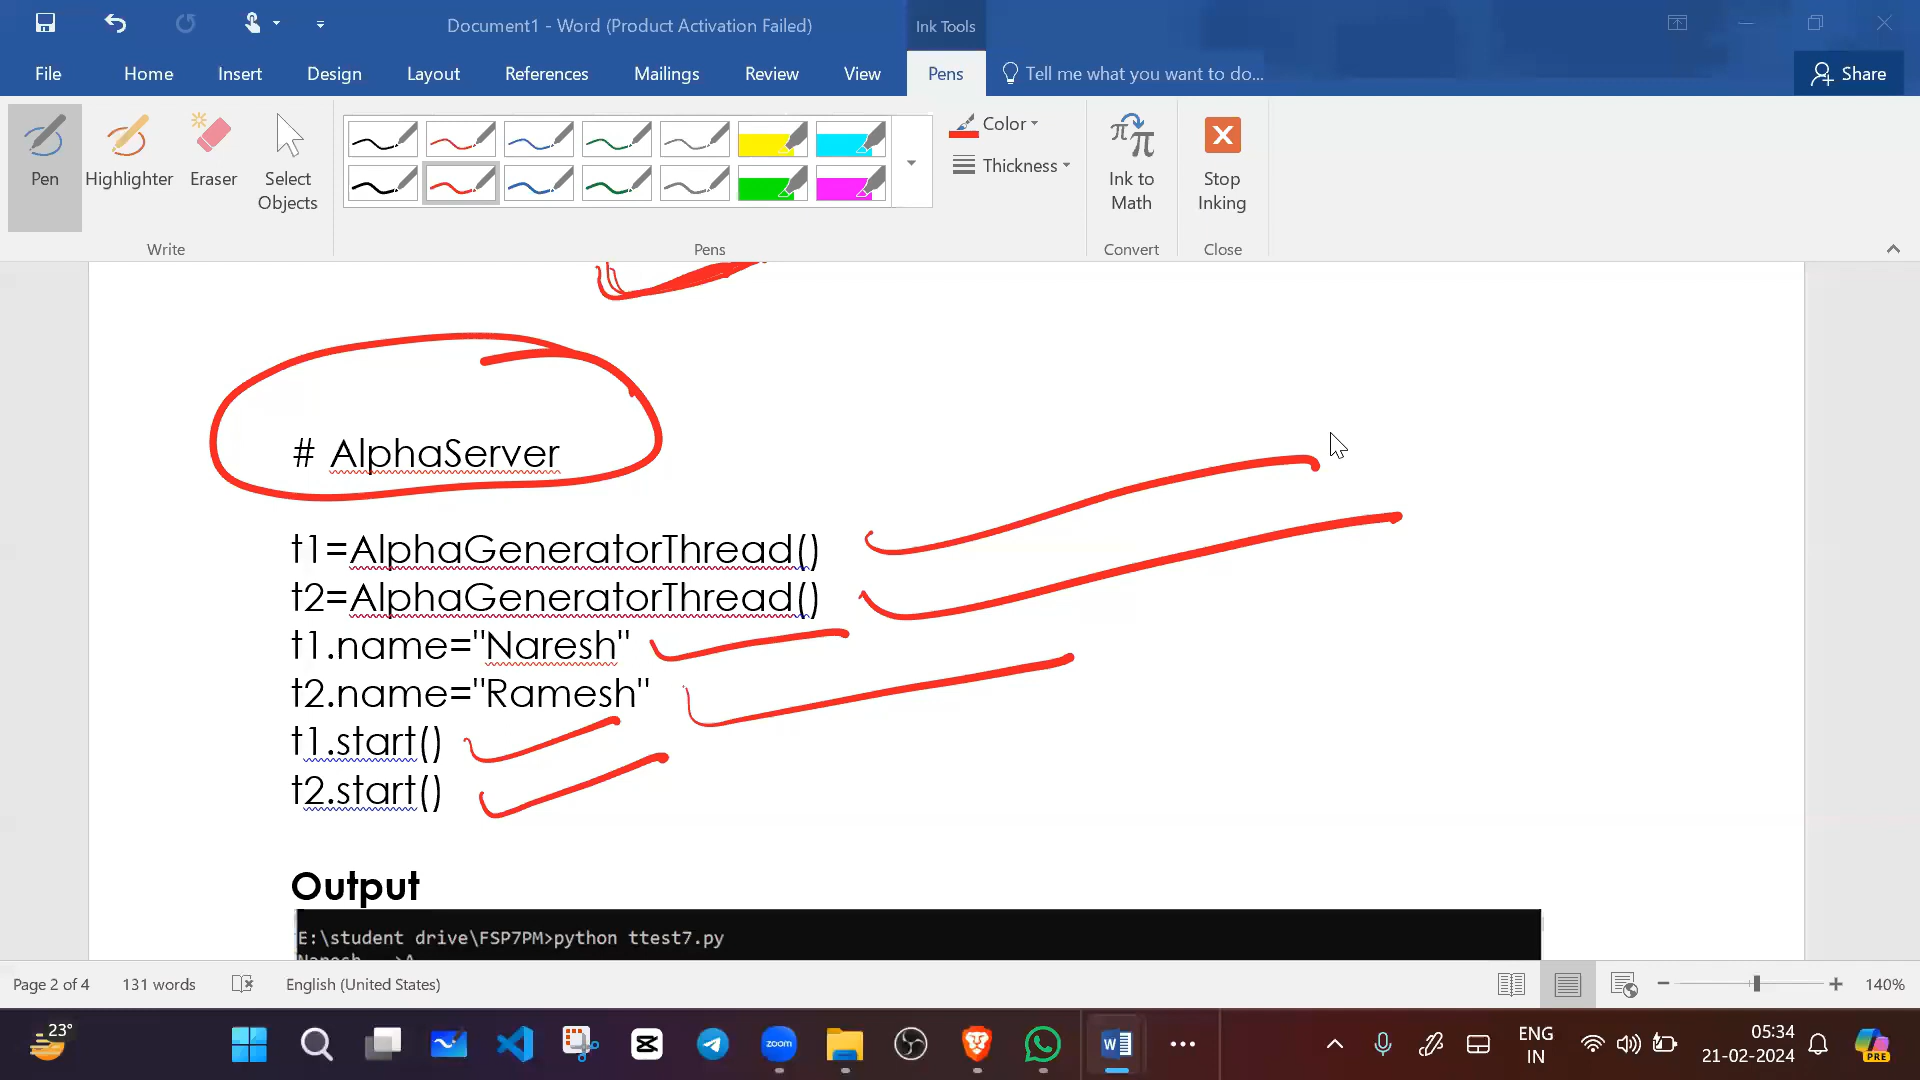 Document1 - Word (Product Activation Failed)
Ink Tools
File Home Insert Design Layout References Mailings Review View Pens Tell me what you want to do... Share
Pen Highlighter Eraser Select Objects
Color
Thickness
Ink to Math
Stop Inking
Write Pens Convert Close
# AlphaServer
t1=AlphaGeneratorThread()
t2=AlphaGeneratorThread()
t1.name="Naresh"
t2.name="Ramesh"
t1.start()
t2.start()
Output
E:\student drive\FSP7PM>python ttest7.py
Page 2 of 4 131 words English (United States) 140%
23°
zoom
ENG
IN
05:34
21-02-2024
PRE